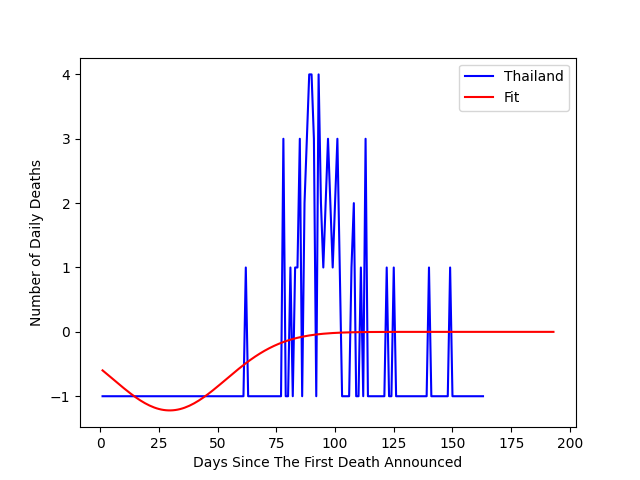 Thailand
Fit
Number of Daily Deaths
4
3
2
1
0
−1
0 25 50 75 100 125 150 175 200
Days Since The First Death Announced